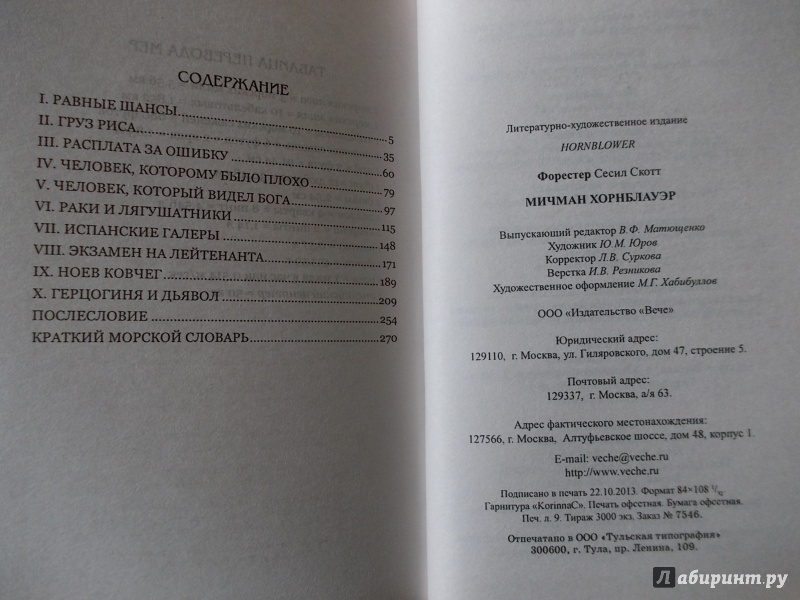 СОДЕРЖАНИЕ
I. РАВНЫЕ ШАНСЫ 5
II. ГРУЗ РИСА 35
III. РАСПЛАТА ЗА ОШИБКУ 60
IV. ЧЕЛОВЕК, КОТОРОМУ БЫЛО ПЛОХО 79
V. ЧЕЛОВЕК, КОТОРЫЙ ВИДЕЛ БОГА 97
VI. РАКИ И ЛЯГУШАТНИКИ 115
VII. ИСПАНСКИЕ ГАЛЕРЫ 148
VIII. ЭКЗАМЕН НА ЛЕЙТЕНАНТА 171
IX. НОЕВ КОВЧЕГ 189
X. ГЕРЦОГИНЯ И ДЬЯВОЛ 209
ПОСЛЕСЛОВИЕ 254
КРАТКИЙ МОРСКОЙ СЛОВАРЬ 270
Литературно-художественное издание
HORNBLOWER
Форестер Сесил Скотт
МИЧМАН ХОРНБЛАУЭР
Выпускающий редактор В.Ф. Матющенко
Художник Ю.М. Юров
Корректор Л.В. Суркова
Верстка И.В. Резникова
Художественное оформление М.Г. Хабибуллов
ООО «Издательство «Вече»
Юридический адрес:
129110, г. Москва, ул. Гиляровского, дом 47, строение 5.
Почтовый адрес:
129337, г. Москва, а/я 63.
Адрес фактического местонахождения:
127566, г. Москва, Алтуфьевское шоссе, дом 48, корпус 1.
E-mail: veche@veche.ru
http://www.veche.ru
Подписано в печать 22.10.2013. Формат 84×108 1/32
Гарнитура «KorinnaC». Печать офсетная. Бумага офсетная.
Печ. л. 9. Тираж 3000 экз. Заказ № 7546.
Отпечатано в ООО «Тульская типография»
300600, г. Тула, пр. Ленина, 109.
Лабиринт.ру